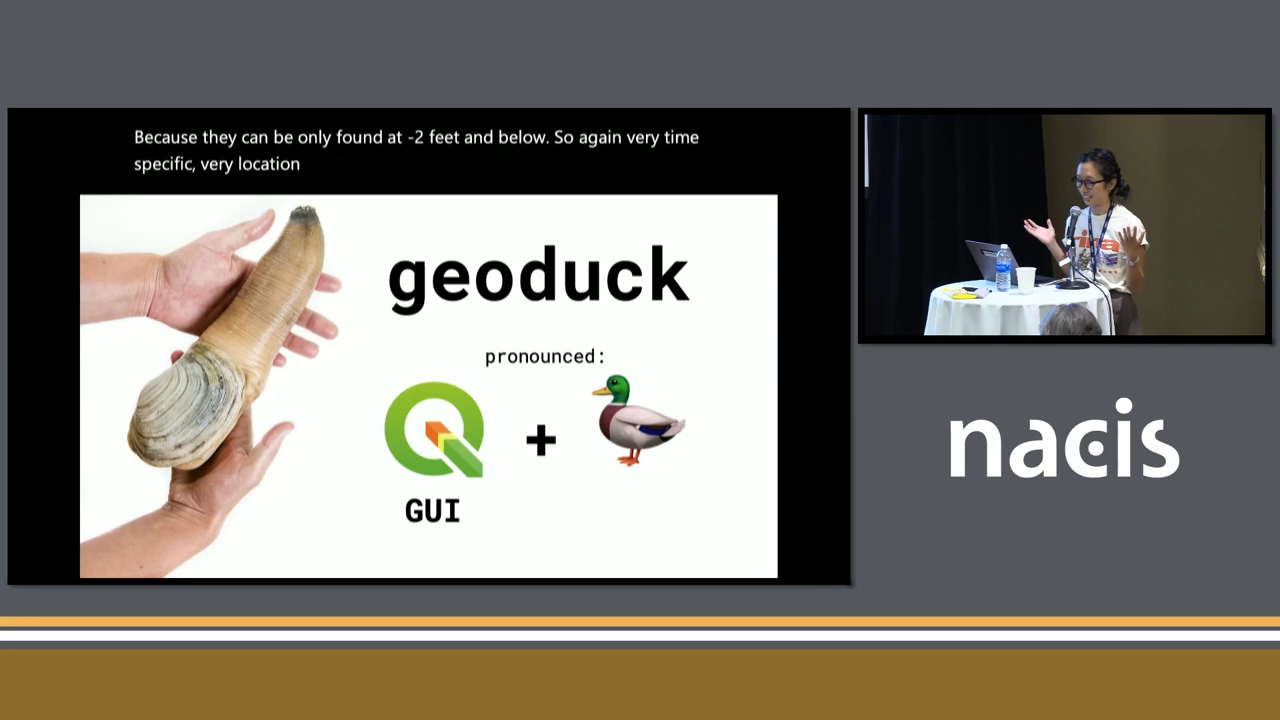 Because they can be only found at -2 feet and below. So again very time
specific, very location
geoduck
pronounced:
+
GUI
nacis